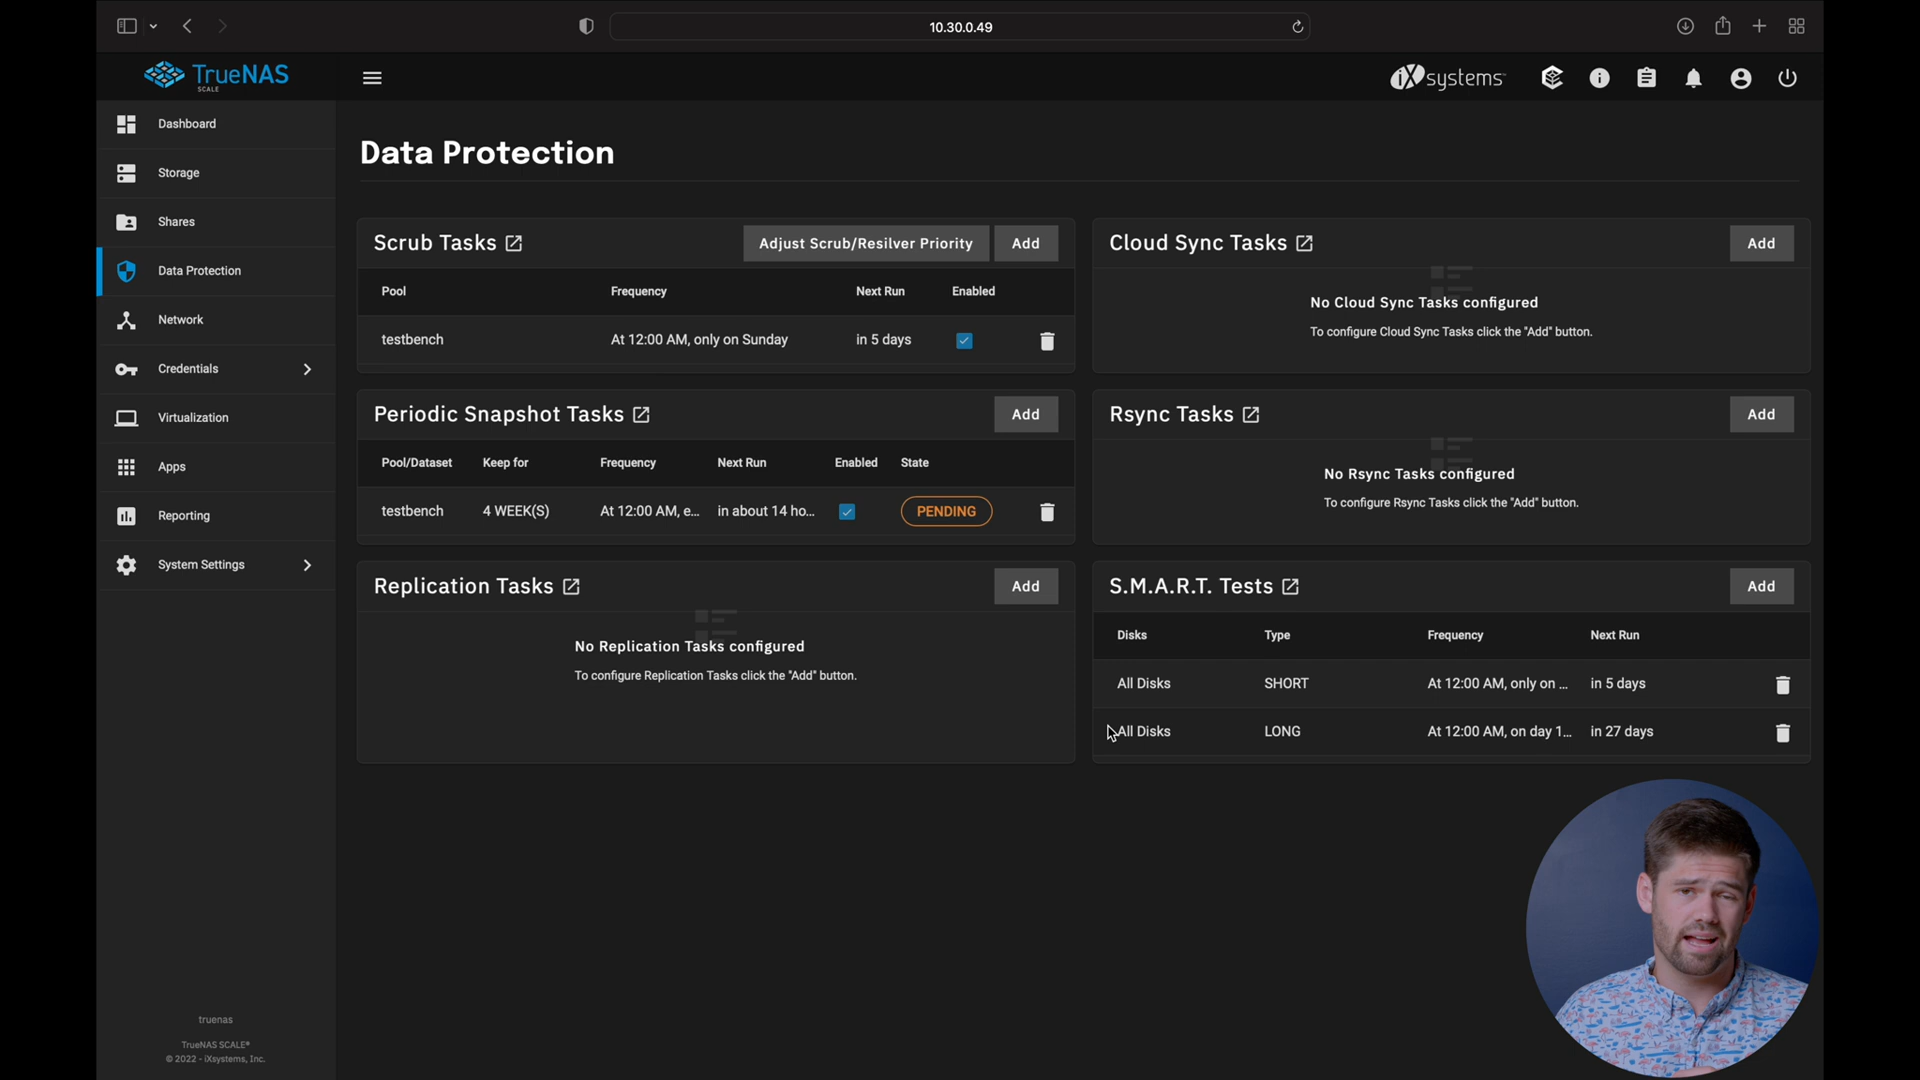 10.30.0.49
TrueNAS
SCALE
iXsystems
Dashboard
Storage
Shares
Data Protection
Network
Credentials
Virtualization
Apps
Reporting
System Settings
truenas
TrueNAS SCALE®
© 2022 - iXsystems, Inc.
Data Protection
Scrub Tasks
Adjust Scrub/Resilver Priority
Add
Pool Frequency Next Run Enabled
testbench At 12:00 AM, only on Sunday in 5 days
Cloud Sync Tasks
Add
No Cloud Sync Tasks configured
To configure Cloud Sync Tasks click the "Add" button.
Periodic Snapshot Tasks
Add
Pool/Dataset Keep for Frequency Next Run Enabled State
testbench 4 WEEK(S) At 12:00 AM, e... in about 14 ho... PENDING
Rsync Tasks
Add
No Rsync Tasks configured
To configure Rsync Tasks click the "Add" button.
Replication Tasks
Add
No Replication Tasks configured
To configure Replication Tasks click the "Add" button.
S.M.A.R.T. Tests
Add
Disks Type Frequency Next Run
All Disks SHORT At 12:00 AM, only on ... in 5 days
All Disks LONG At 12:00 AM, on day 1... in 27 days